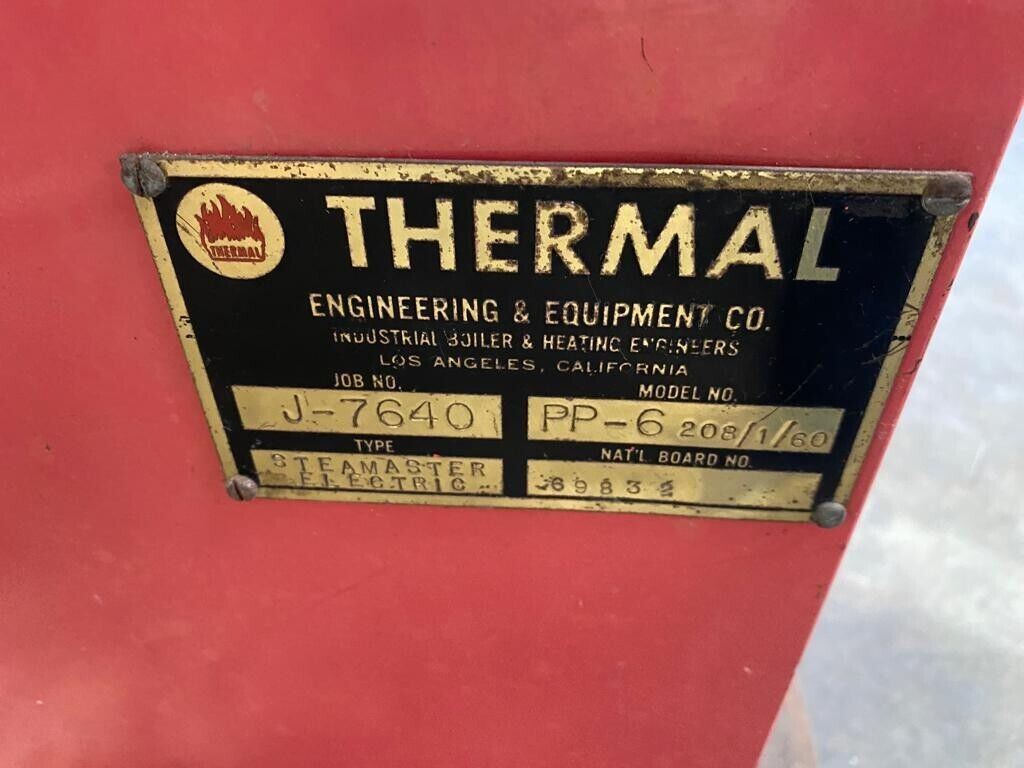 THERMAL
THERMAL
ENGINEERING & EQUIPMENT CO.
INDUSTRIAL BOILER & HEATING ENGINEERS
LOS ANGELES, CALIFORNIA
JOB NO. MODEL NO.
J-7640 PP-6 208/1/60
TYPE NAT'L BOARD NO.
STEAMASTER
ELECTRIC 69832